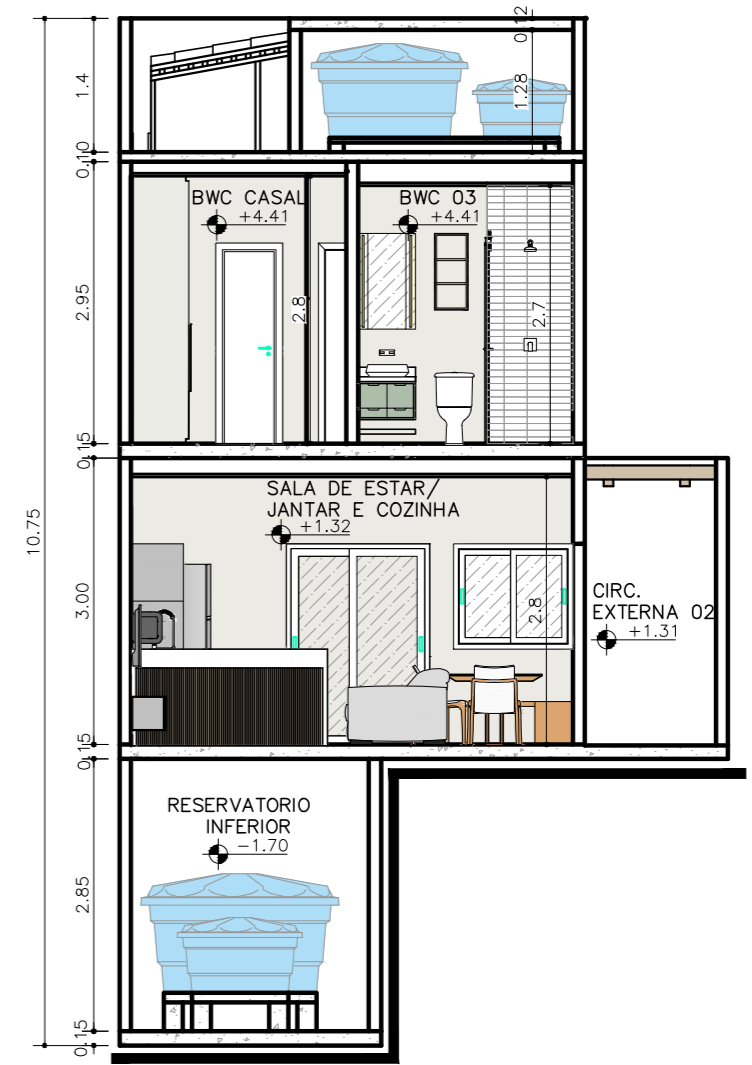 0.12
1.4
1.28
0.10
BWC CASAL
+4.41
BWC 03
+4.41
2.95
2.8
2.7
0.15
SALA DE ESTAR/
JANTAR E COZINHA
+1.32
10.75
3.00
2.8
CIRC.
EXTERNA 02
+1.31
0.15
RESERVATORIO
INFERIOR
-1.70
2.85
0.15